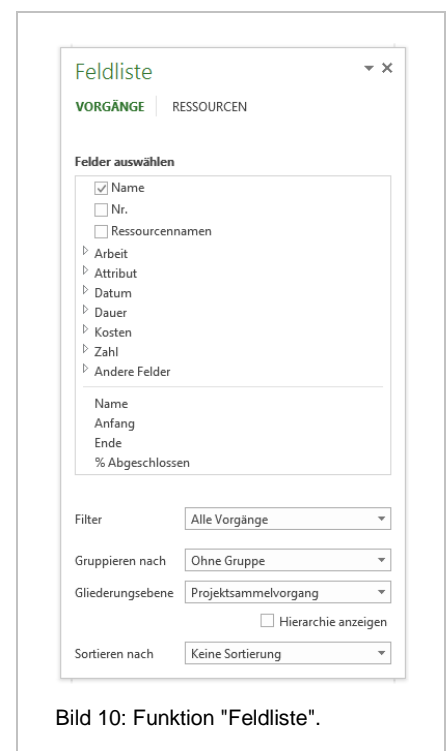 Feldliste
VORGÄNGE RESSOURCEN
Felder auswählen
Name
Nr.
Ressourcennamen
Arbeit
Attribut
Datum
Dauer
Kosten
Zahl
Andere Felder
Name
Anfang
Ende
% Abgeschlossen
Filter Alle Vorgänge
Gruppieren nach Ohne Gruppe
Gliederungsebene Projektsammelvorgang
Hierarchie anzeigen
Sortieren nach Keine Sortierung
Bild 10: Funktion "Feldliste".